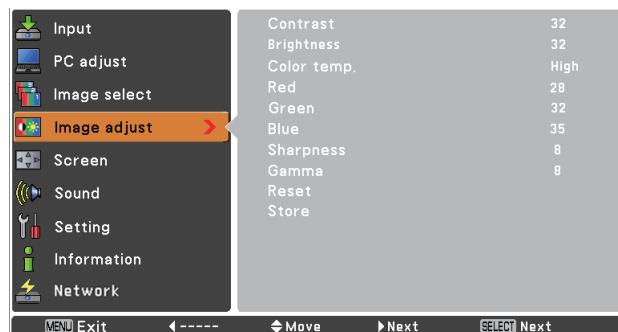 Input
PC adjust
Image select
Image adjust
Screen
Sound
Setting
Information
Network
Contrast 32
Brightness 32
Color temp. High
Red 28
Green 32
Blue 35
Sharpness 8
Gamma 8
Reset
Store
MENU Exit ◀ ----- ◆ Move ▶ Next SELECT Next